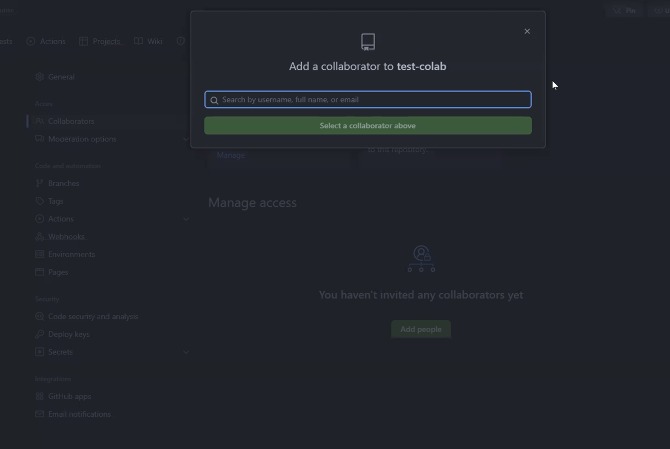 Pin
Actions
Projects
Wiki
Add a collaborator to test-colab
Search by username, full name, or email
Select a collaborator above
General
Access
Collaborators
Moderation options
Code and automation
Branches
Tags
Actions
Webhooks
Environments
Pages
Security
Code security and analysis
Deploy keys
Secrets
Integrations
GitHub apps
Email notifications
Manage
to this repository.
Manage access
You haven't invited any collaborators yet
Add people